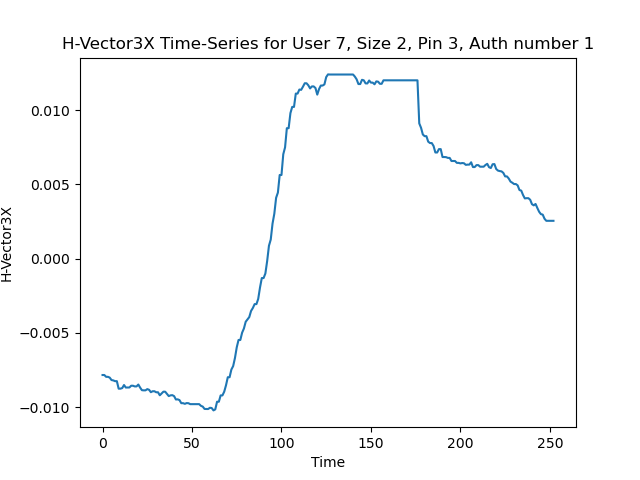 H-Vector3X Time-Series for User 7, Size 2, Pin 3, Auth number 1
H-Vector3X
0.010
0.005
0.000
−0.005
−0.010
0 50 100 150 200 250
Time